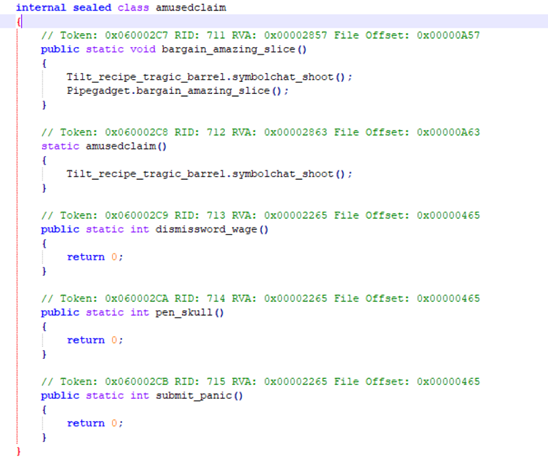 internal sealed class amusedclaim
{
// Token: 0x060002C7 RID: 711 RVA: 0x00002857 File Offset: 0x00000A57
public static void bargain_amazing_slice()
{
Tilt_recipe_tragic_barrel.symbolchat_shoot();
Pipegadget.bargain_amazing_slice();
}
// Token: 0x060002C8 RID: 712 RVA: 0x00002863 File Offset: 0x00000A63
static amusedclaim()
{
Tilt_recipe_tragic_barrel.symbolchat_shoot();
}
// Token: 0x060002C9 RID: 713 RVA: 0x00002265 File Offset: 0x00000465
public static int dismissword_wage()
{
return 0;
}
// Token: 0x060002CA RID: 714 RVA: 0x00002265 File Offset: 0x00000465
public static int pen_skull()
{
return 0;
}
// Token: 0x060002CB RID: 715 RVA: 0x00002265 File Offset: 0x00000465
public static int submit_panic()
{
return 0;
}
}